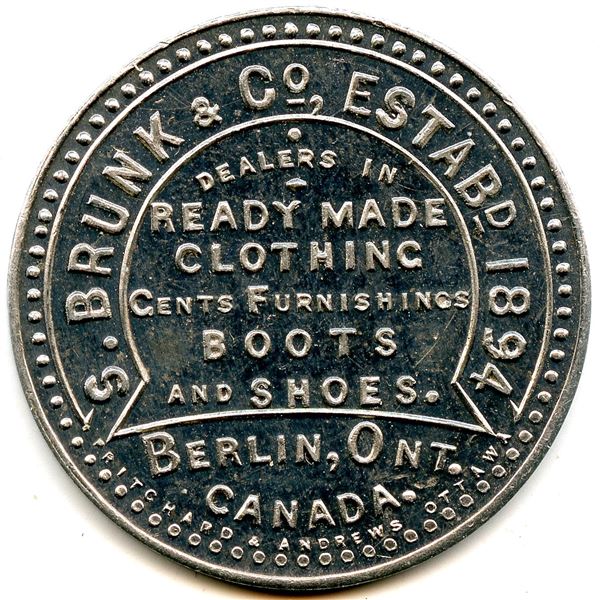 S. BRUNK & Co, ESTABD 1894
DEALERS IN
READY MADE
CLOTHING
GENTS FURNISHINGS
BOOTS
AND SHOES.
BERLIN, ONT.
CANADA.
PRITCHARD & ANDREWS OTTAWA